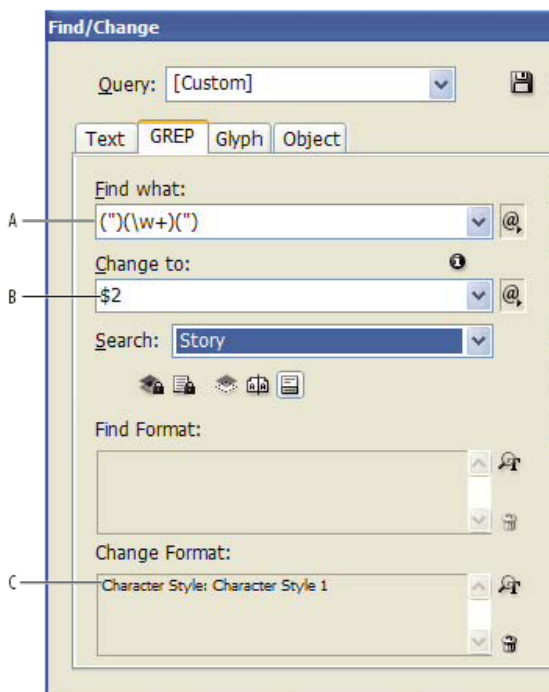 Find/Change
Query: [Custom]
Text GREP Glyph Object
Find what:
A (")(\w+)(") @
Change to:
B $2 @
Search: Story
Find Format:
Change Format:
C Character Style: Character Style 1